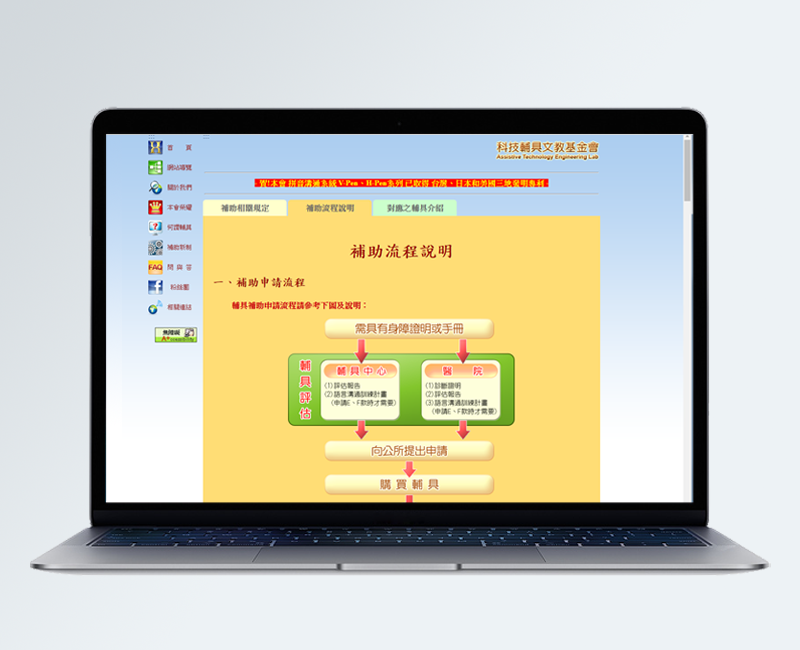 首 頁
網站導覽
關於我們
本會榮耀
何謂輔具
補助新制
FAQ 問與答
粉絲團
相關連結
無障礙
A+
科技輔具文教基金會
Assistive Technology Engineering Lab
賀!本會 拼音溝通系統 V-Pen、H-Pen系列 已取得 台灣、日本和美國三地發明專利.
補助相關規定
補助流程說明
對應之輔具介紹
補助流程說明
一、補助申請流程
輔具補助申請流程請參考下圖及說明：
需具有身障證明或手冊
輔具評估
輔 具 中 心
(1)評估報告
(2)語言溝通訓練計畫
(申請E、F款時才需要)
醫 院
(1)診斷證明
(2)評估報告
(3)語言溝通訓練計畫
(申請E、F款時才需要)
向公所提出申請
購 買 輔 具